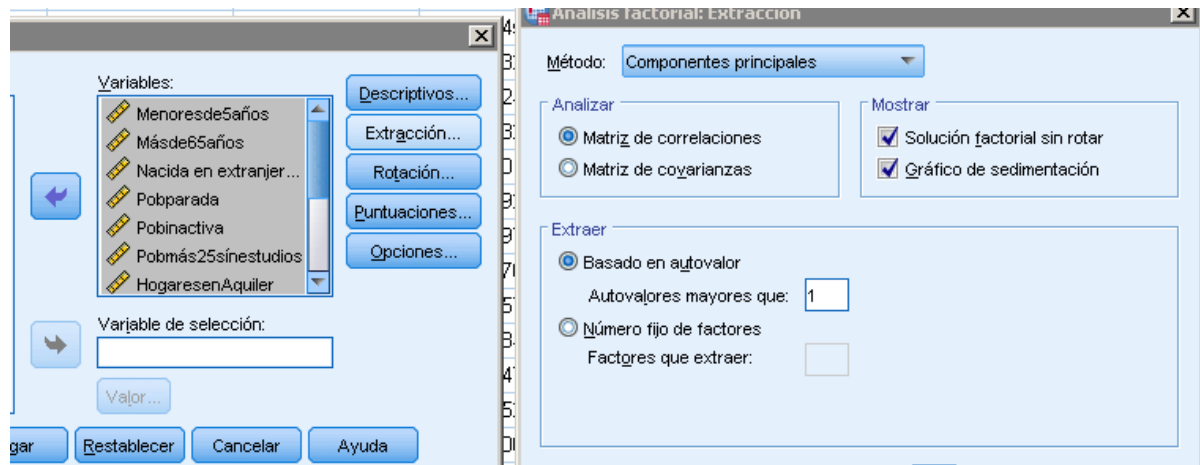 Variables:
Menoresde5años
Másde65años
Nacida en extranjer...
Pobparada
Pobinactiva
Pobmás25sínestudios
HogaresenAquiler
Descriptivos...
Extracción...
Rotación...
Puntuaciones...
Opciones...
Variable de selección:
Valor...
gar
Restablecer
Cancelar
Ayuda
Análisis factorial: Extracción
Método: Componentes principales
Analizar
Matriz de correlaciones
Matriz de covarianzas
Mostrar
Solución factorial sin rotar
Gráfico de sedimentación
Extraer
Basado en autovalor
Autovalores mayores que: 1
Número fijo de factores
Factores que extraer: